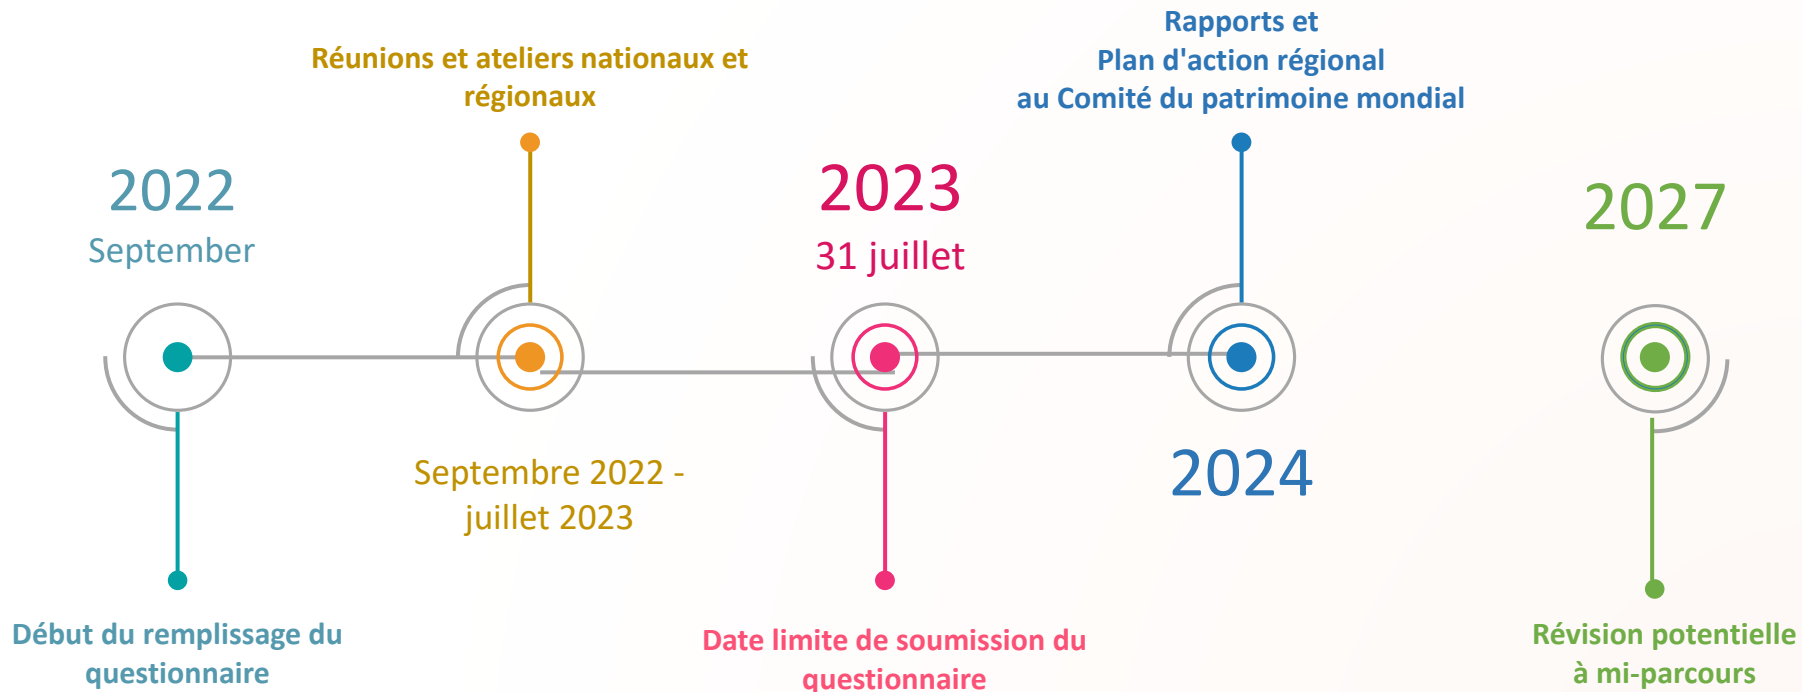 2022
September
Début du remplissage du
questionnaire
Réunions et ateliers nationaux et
régionaux
Septembre 2022 -
juillet 2023
2023
31 juillet
Date limite de soumission du
questionnaire
Rapports et
Plan d'action régional
au Comité du patrimoine mondial
2024
2027
Révision potentielle
à mi-parcours